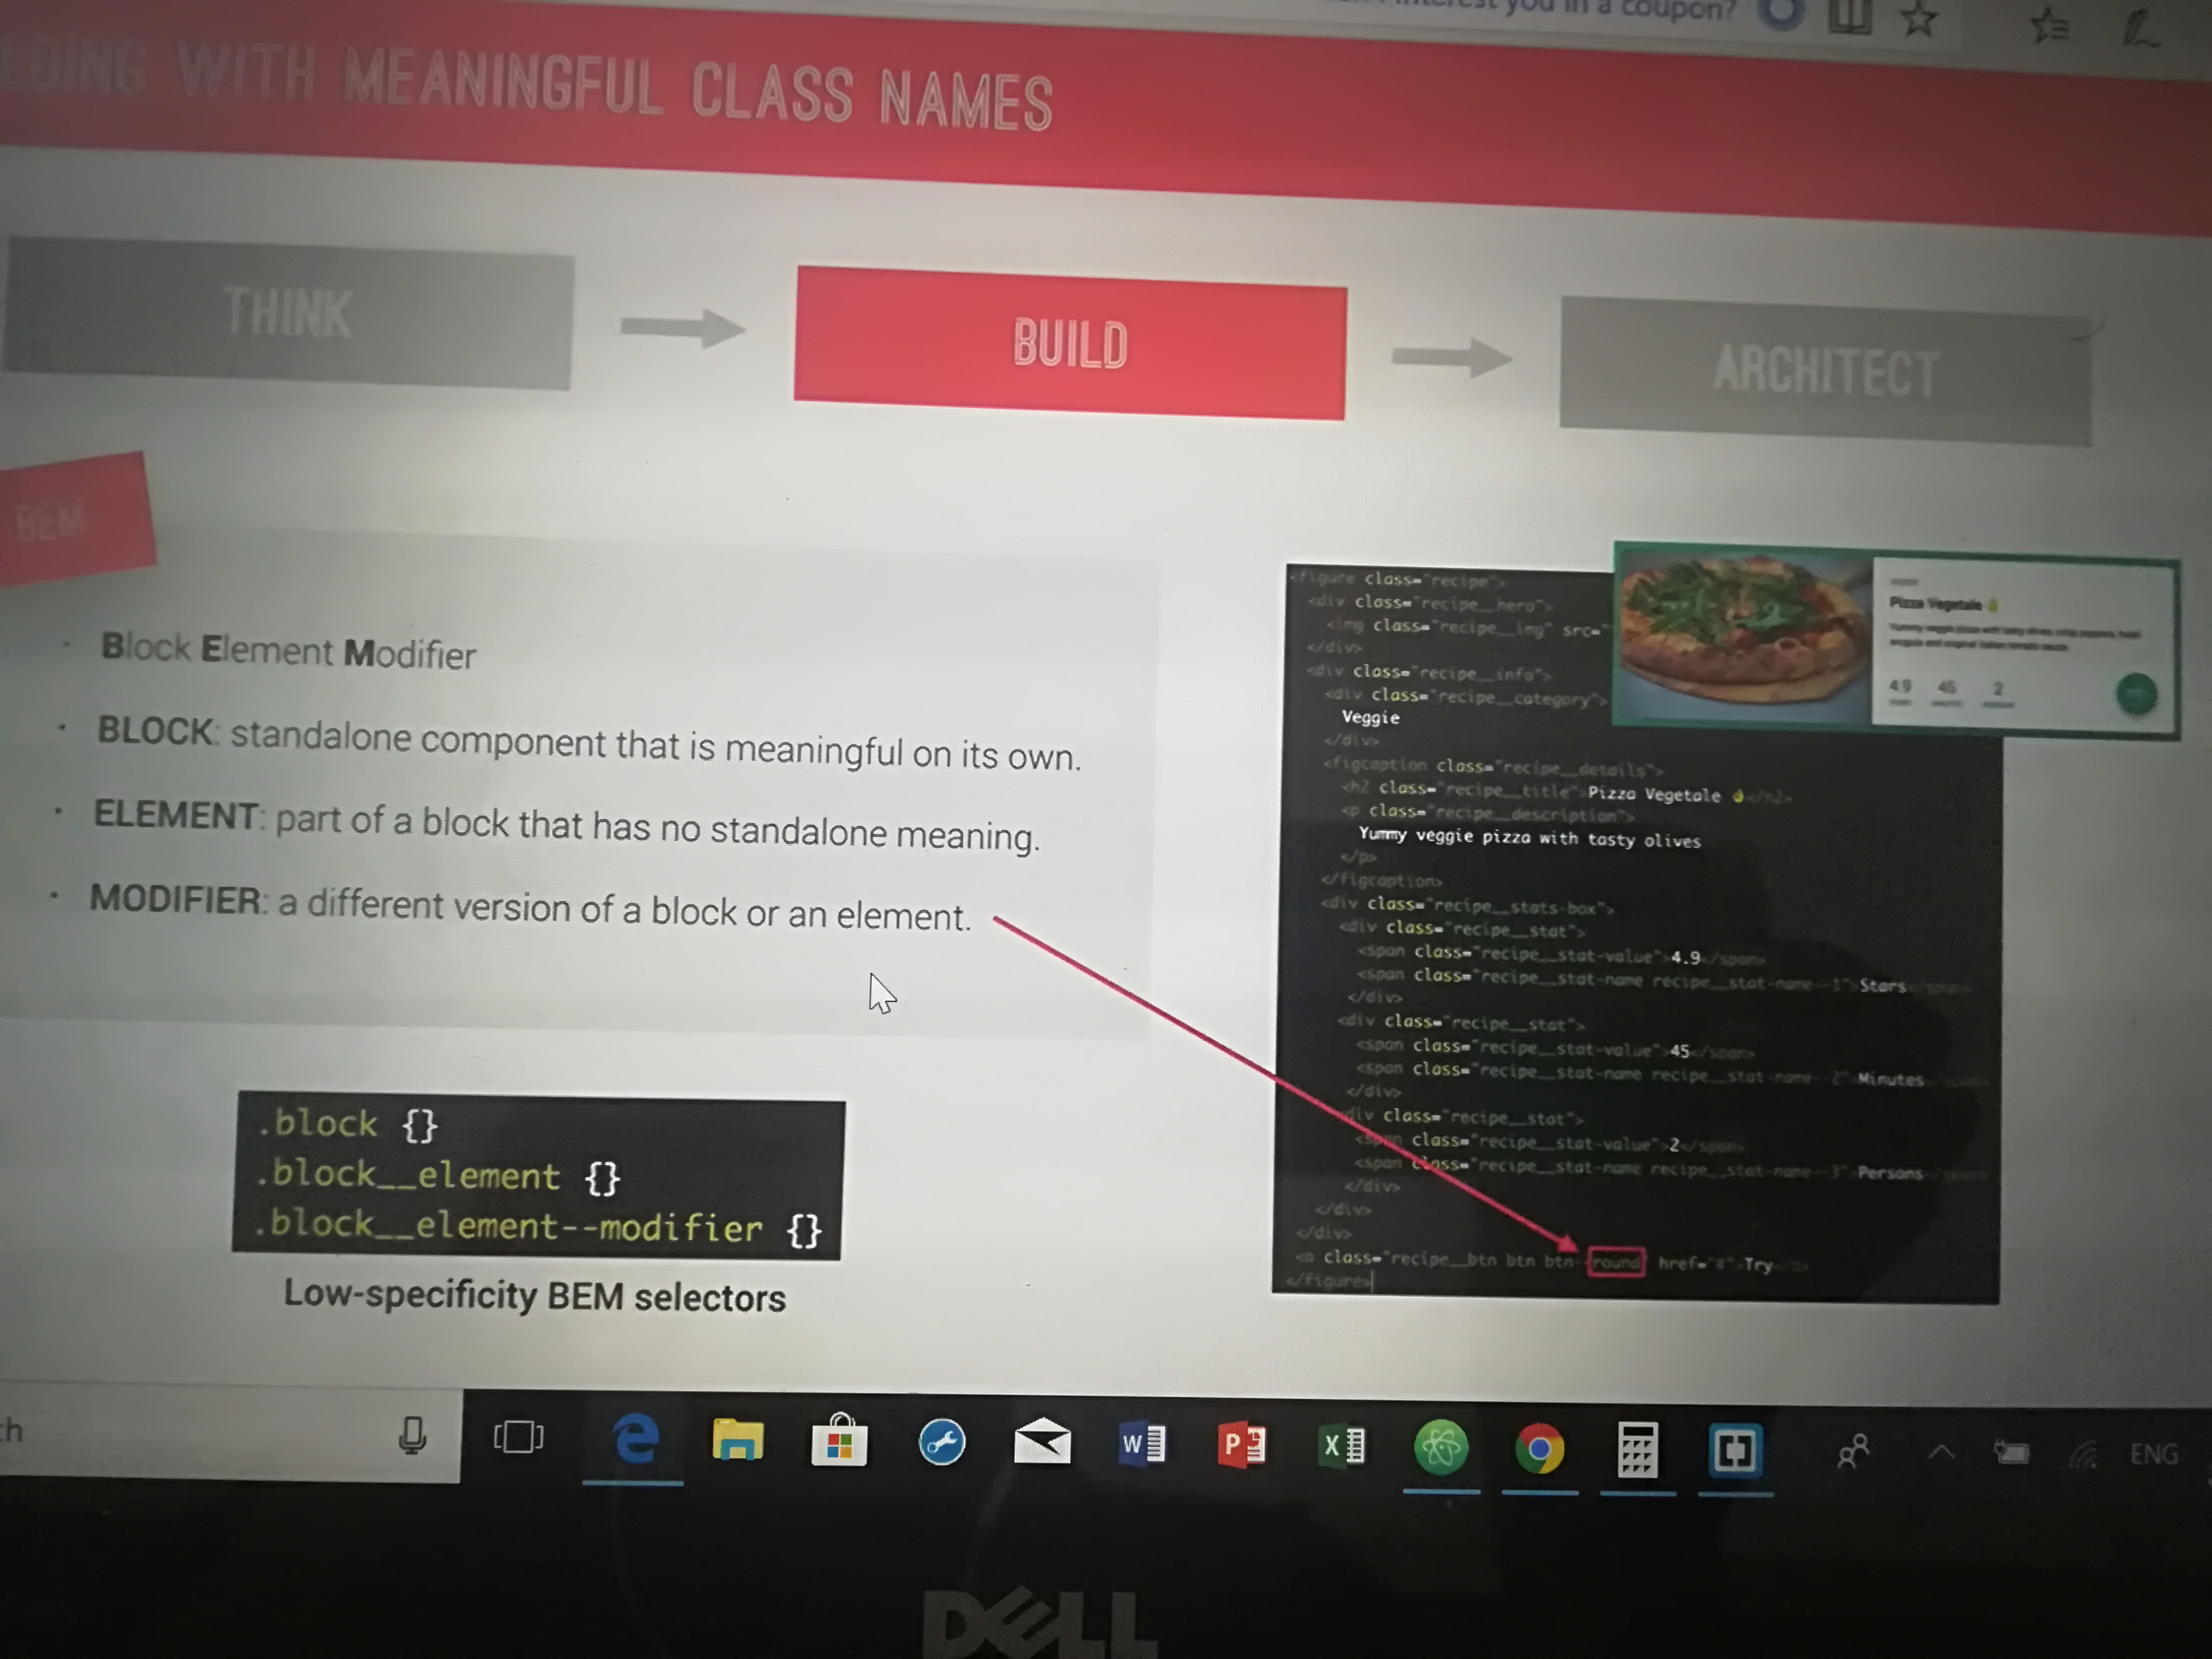 you in a coupon?
LDING WITH MEANINGFUL CLASS NAMES
THINK
BUILD
ARCHITECT
BEM
Block Element Modifier
BLOCK: standalone component that is meaningful on its own.
ELEMENT: part of a block that has no standalone meaning.
MODIFIER: a different version of a block or an element.
.block {}
.block__element {}
.block__element--modifier {}
Low-specificity BEM selectors
<figure class="recipe">
<div class="recipe__hero">
<img class="recipe__img" src="
</div>
<div class="recipe__info">
<div class="recipe__category">
Veggie
</div>
<figcaption class="recipe__details">
<h2 class="recipe__title">Pizza Vegetale 👌</h2>
<p class="recipe__description">
Yummy veggie pizza with tasty olives
</p>
</figcaption>
<div class="recipe__stats-box">
<div class="recipe__stat">
<span class="recipe__stat-value">4.9</span>
<span class="recipe__stat-name recipe__stat-name--1">Stars</span>
</div>
<div class="recipe__stat">
<span class="recipe__stat-value">45</span>
<span class="recipe__stat-name recipe__stat-name--2">Minutes</span>
</div>
<div class="recipe__stat">
<span class="recipe__stat-value">2</span>
<span class="recipe__stat-name recipe__stat-name--3">Persons</span>
</div>
</div>
</div>
<a class="recipe__btn btn btn--round" href="#">Try</a>
</figure>
Pizza Vegetale 👌
4.9 45 2
ch
ENG
DELL